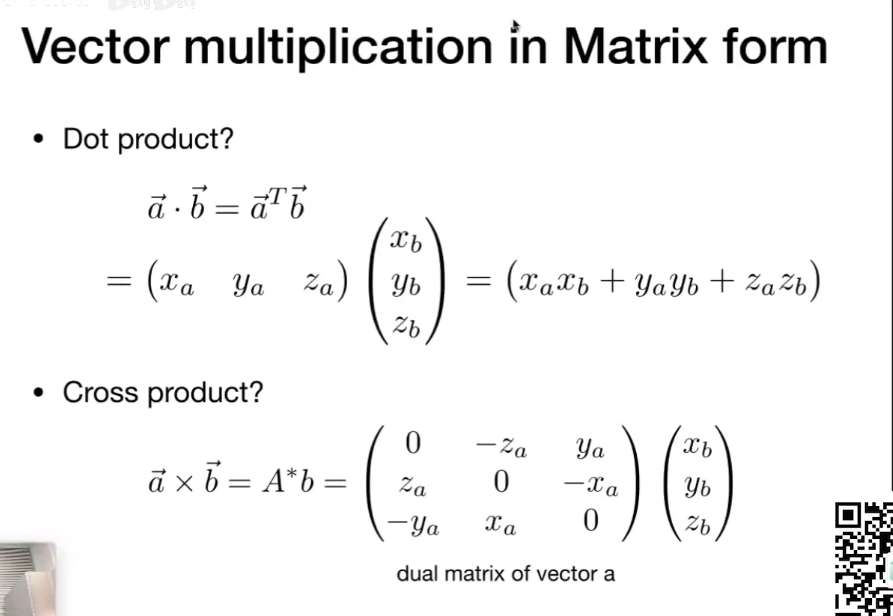 Vector multiplication in Matrix form
• Dot product?
$\vec{a} \cdot \vec{b} = \vec{a}^T \vec{b}$
$= \begin{pmatrix} x_a & y_a & z_a \end{pmatrix} \begin{pmatrix} x_b \\ y_b \\ z_b \end{pmatrix} = \begin{pmatrix} x_a x_b + y_a y_b + z_a z_b \end{pmatrix}$
• Cross product?
$\vec{a} \times \vec{b} = A^* b = \begin{pmatrix} 0 & -z_a & y_a \\ z_a & 0 & -x_a \\ -y_a & x_a & 0 \end{pmatrix} \begin{pmatrix} x_b \\ y_b \\ z_b \end{pmatrix}$
dual matrix of vector a